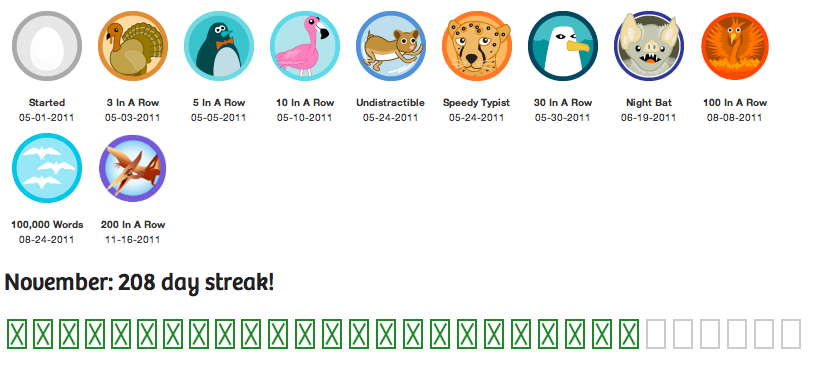 Started
05-01-2011
3 In A Row
05-03-2011
5 In A Row
05-05-2011
10 In A Row
05-10-2011
Undistractible
05-24-2011
Speedy Typist
05-24-2011
30 In A Row
05-30-2011
Night Bat
06-19-2011
100 In A Row
08-08-2011
100,000 Words
08-24-2011
200 In A Row
11-16-2011
November: 208 day streak!